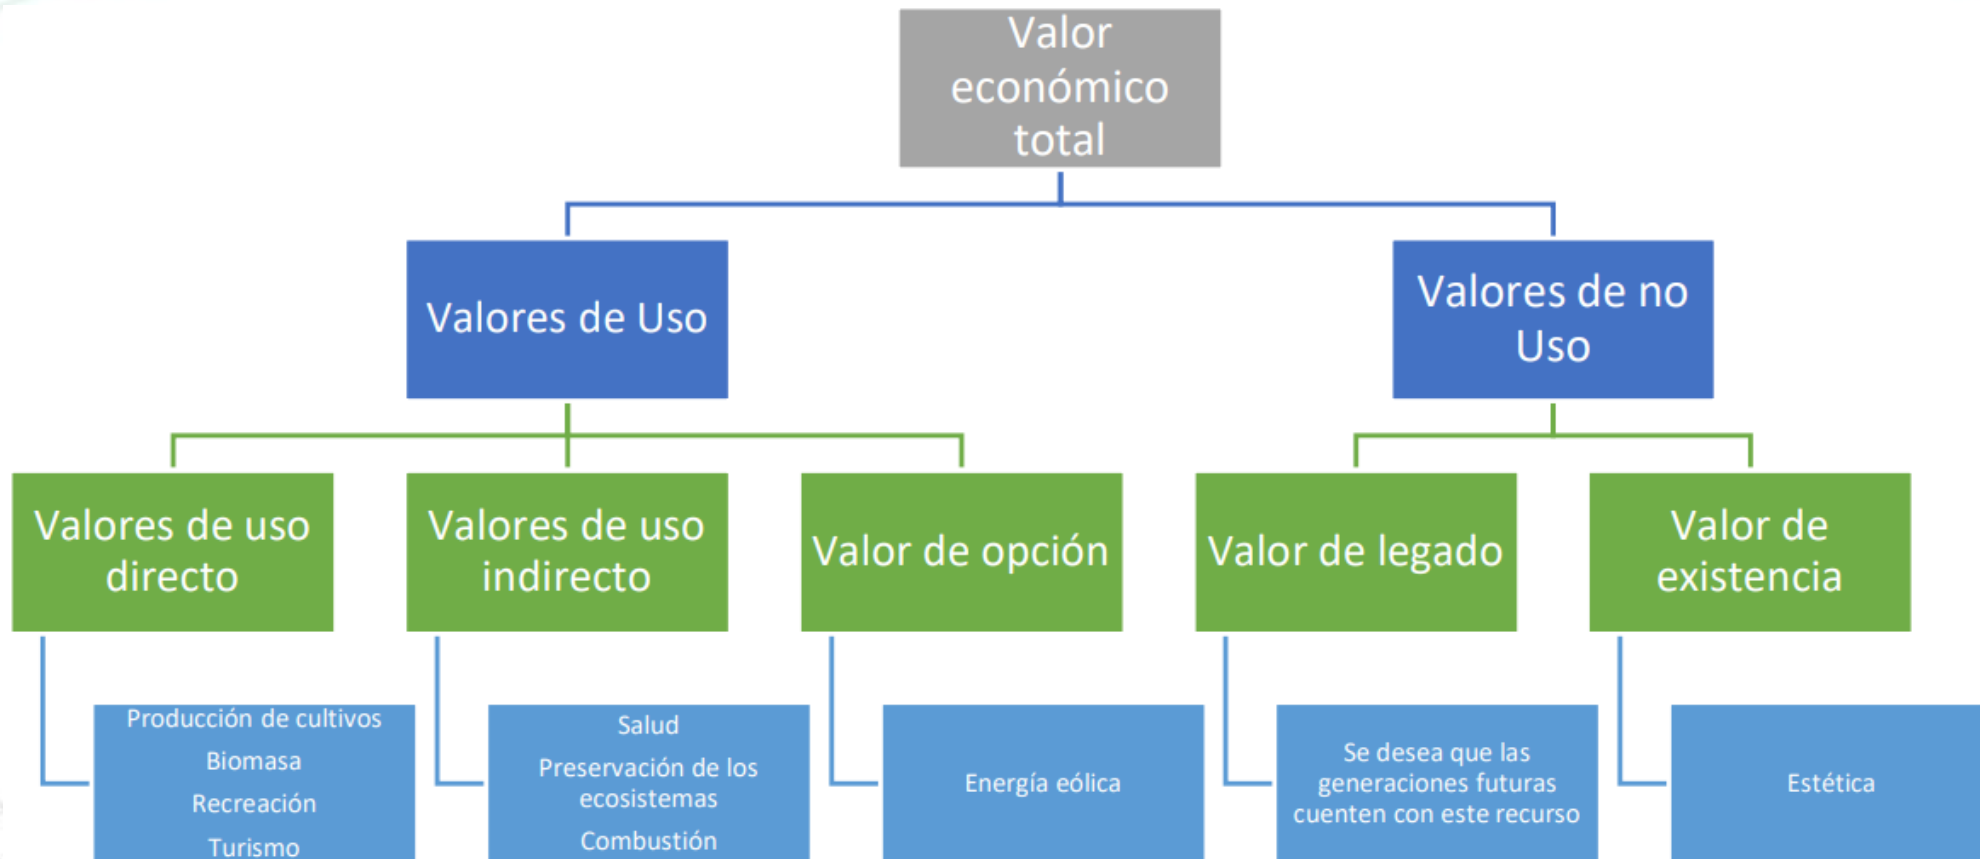 Valor
económico
total
Valores de Uso
Valores de no
Uso
Valores de uso
directo
Valores de uso
indirecto
Valor de opción
Valor de legado
Valor de
existencia
Producción de cultivos
Biomasa
Recreación
Turismo
Salud
Preservación de los
ecosistemas
Combustión
Energía eólica
Se desea que las
generaciones futuras
cuenten con este recurso
Estética